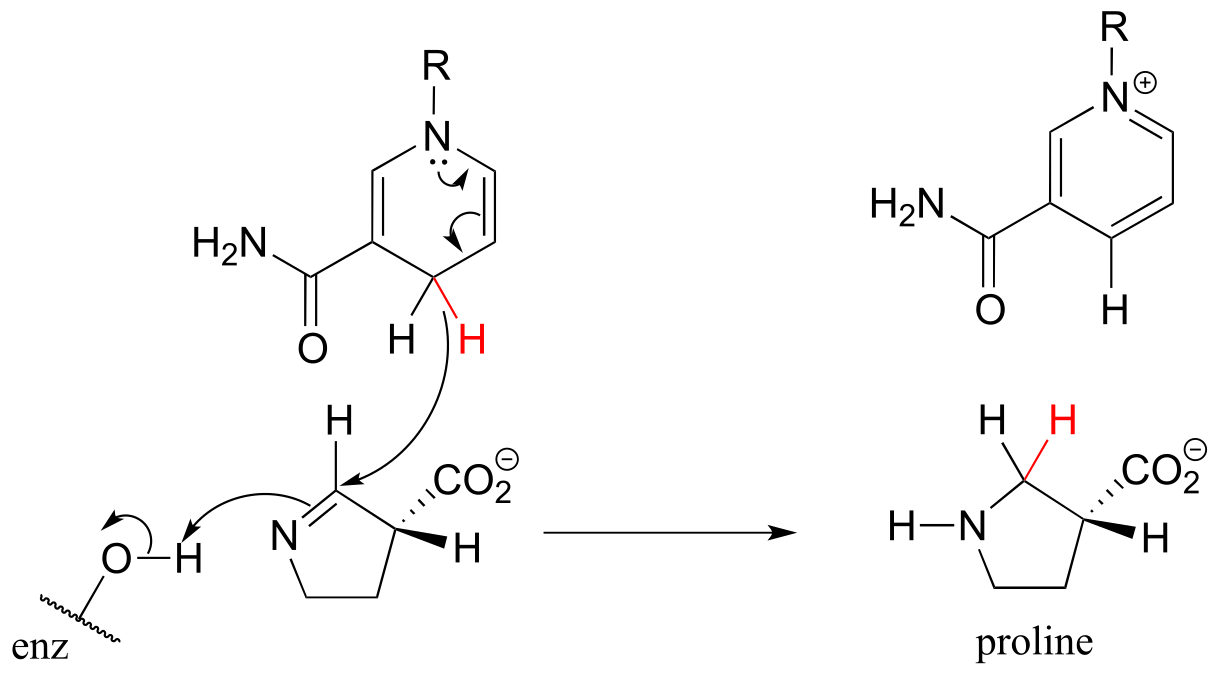 R
R
N
N ⊕
H₂N
H₂N
O
H H
O
H
H
H H
CO₂ ⊖
CO₂ ⊖
N
H
H N
H
O H
enz
proline